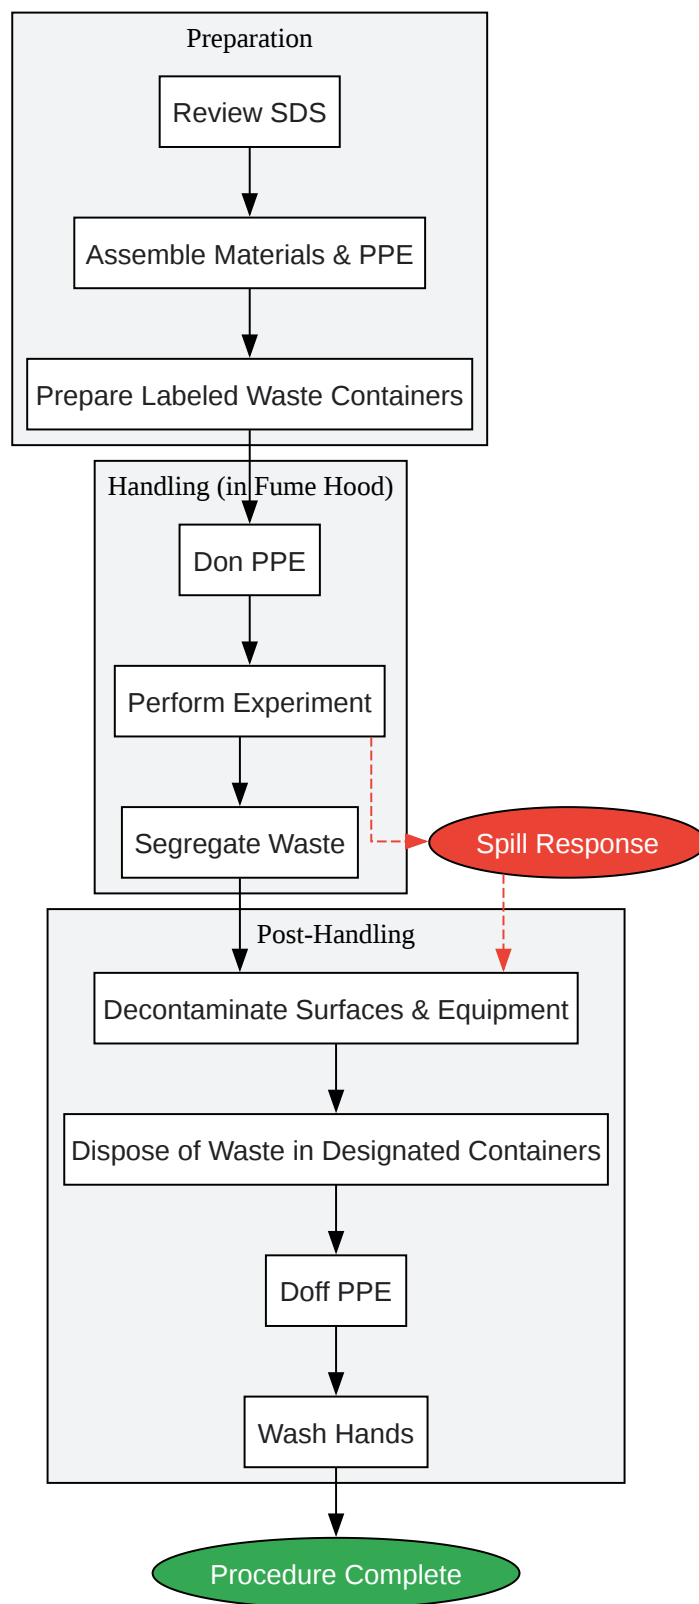 Preparation
Review SDS
Assemble Materials & PPE
Prepare Labeled Waste Containers
Handling (in Fume Hood)
Don PPE
Perform Experiment
Segregate Waste
Spill Response
Post-Handling
Decontaminate Surfaces & Equipment
Dispose of Waste in Designated Containers
Doff PPE
Wash Hands
Procedure Complete